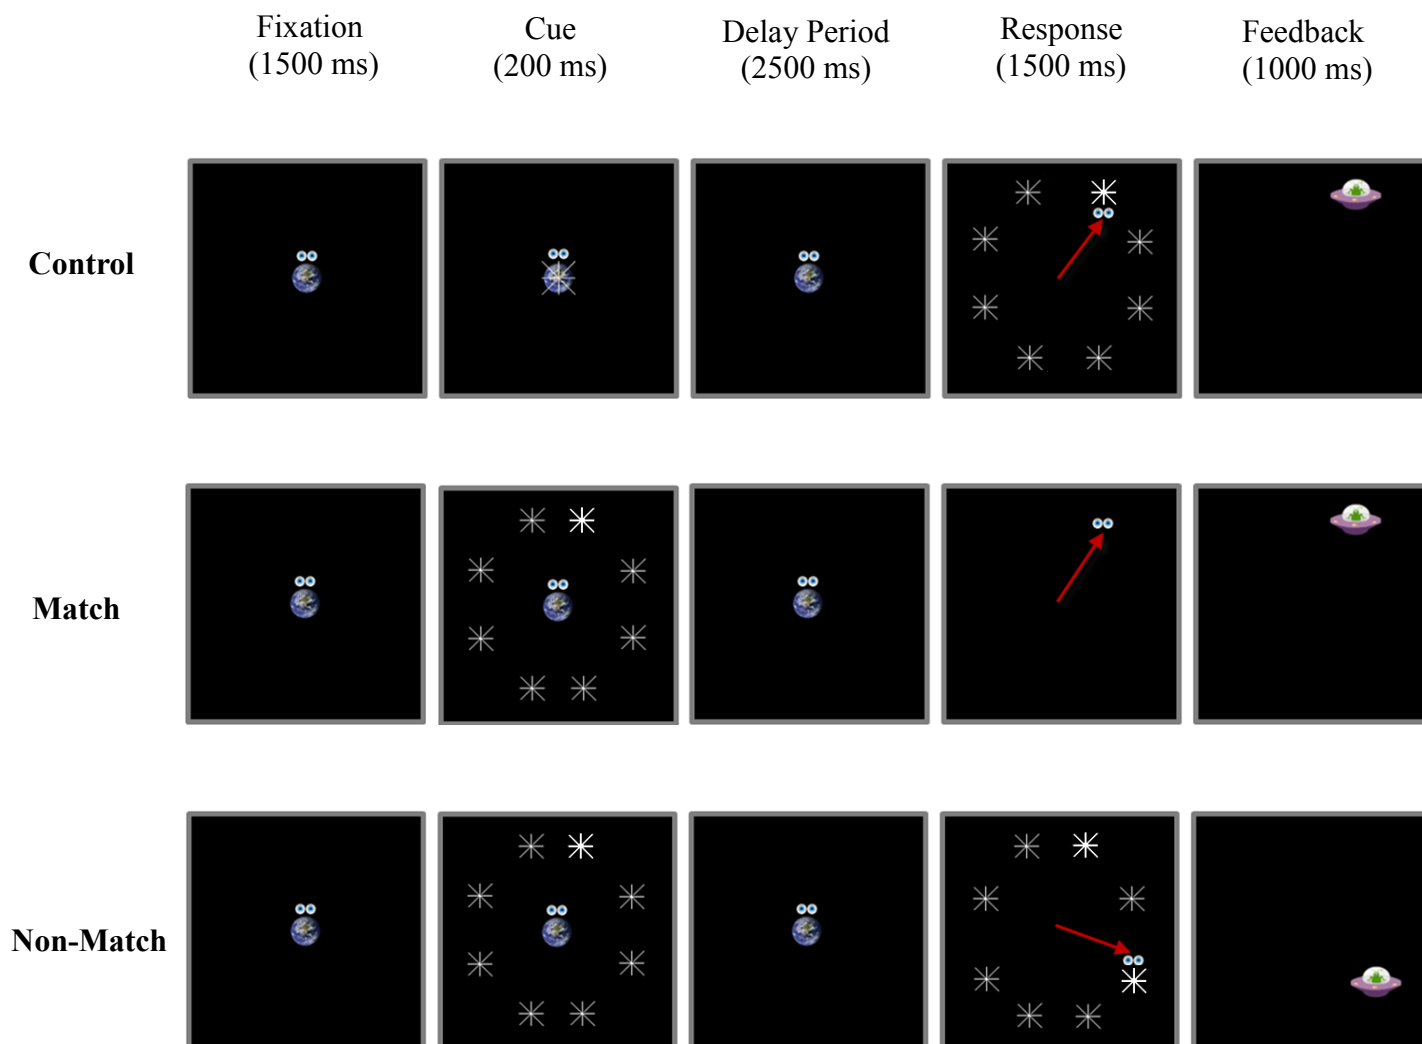 Fixation
(1500 ms)
Cue
(200 ms)
Delay Period
(2500 ms)
Response
(1500 ms)
Feedback
(1000 ms)
Control
Match
Non-Match